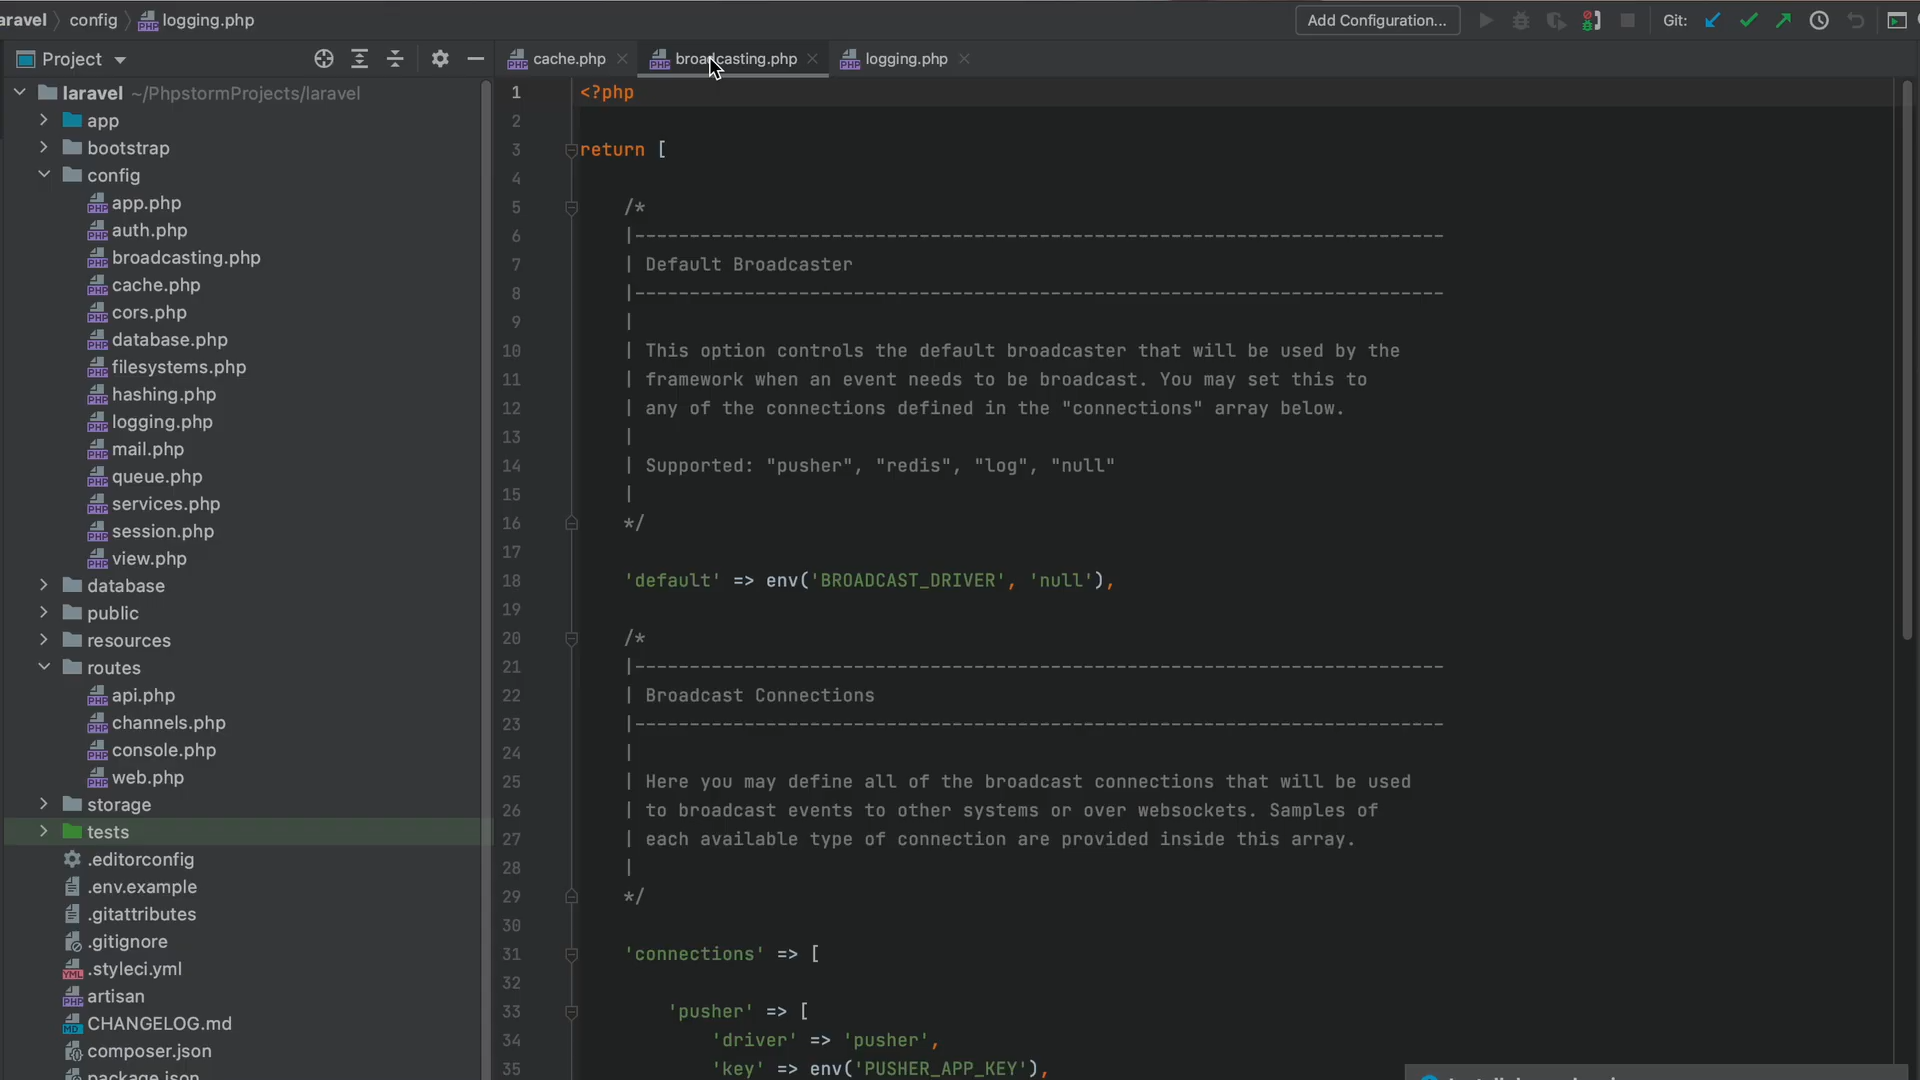 aravel config logging.php Add Configuration... Git:
Project cache.php broadcasting.php logging.php
laravel ~/PhpstormProjects/laravel
app
bootstrap
config
app.php
auth.php
broadcasting.php
cache.php
cors.php
database.php
filesystems.php
hashing.php
logging.php
mail.php
queue.php
services.php
session.php
view.php
database
public
resources
routes
api.php
channels.php
console.php
web.php
storage
tests
.editorconfig
.env.example
.gitattributes
.gitignore
.styleci.yml
artisan
CHANGELOG.md
composer.json
package.json
1 <?php
2
3 return [
4
5 /*
6 |--------------------------------------------------------------------------
7 | Default Broadcaster
8 |--------------------------------------------------------------------------
9 |
10 | This option controls the default broadcaster that will be used by the
11 | framework when an event needs to be broadcast. You may set this to
12 | any of the connections defined in the "connections" array below.
13 |
14 | Supported: "pusher", "redis", "log", "null"
15 |
16 */
17
18 'default' => env('BROADCAST_DRIVER', 'null'),
19
20 /*
21 |--------------------------------------------------------------------------
22 | Broadcast Connections
23 |--------------------------------------------------------------------------
24 |
25 | Here you may define all of the broadcast connections that will be used
26 | to broadcast events to other systems or over websockets. Samples of
27 | each available type of connection are provided inside this array.
28 |
29 */
30
31 'connections' => [
32
33 'pusher' => [
34 'driver' => 'pusher',
35 'key' => env('PUSHER_APP_KEY'),